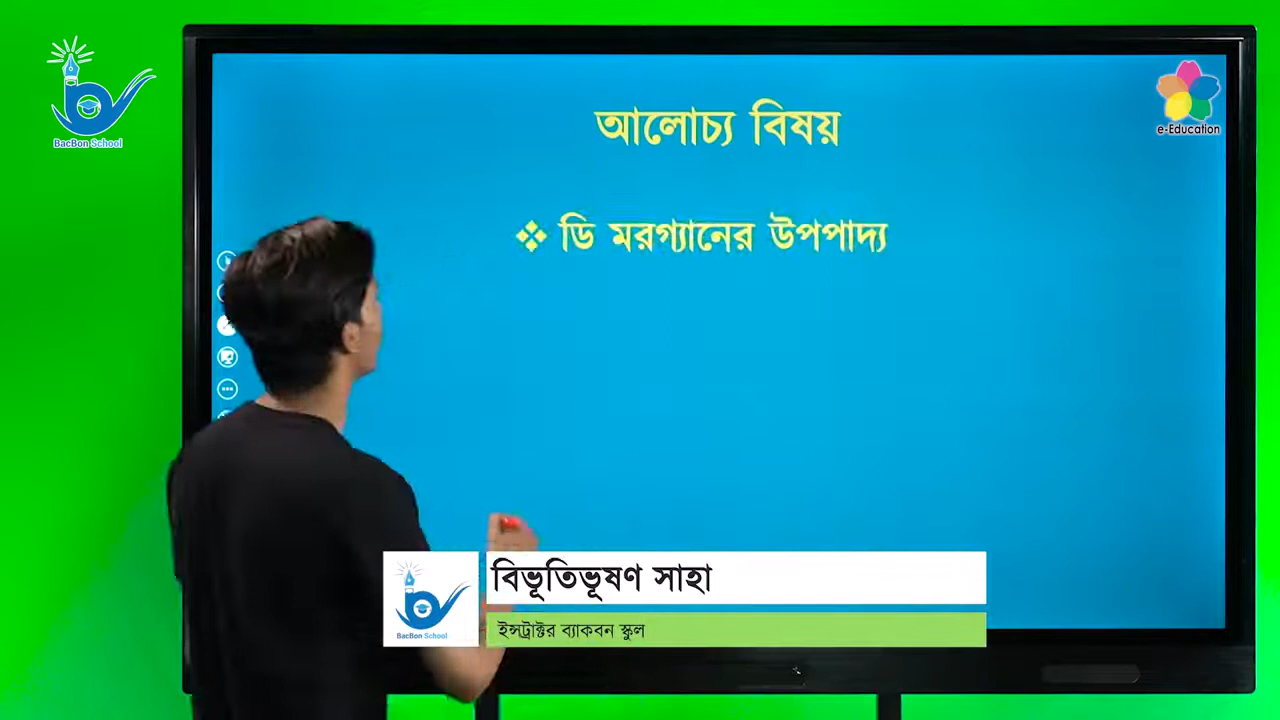 BacBon School
e-Education
আলোচ্য বিষয়
❖ ডি মরগ্যানের উপপাদ্য
বিভূতিভূষণ সাহা
BacBon School
ইন্সট্রাক্টর ব্যাকবন স্কুল